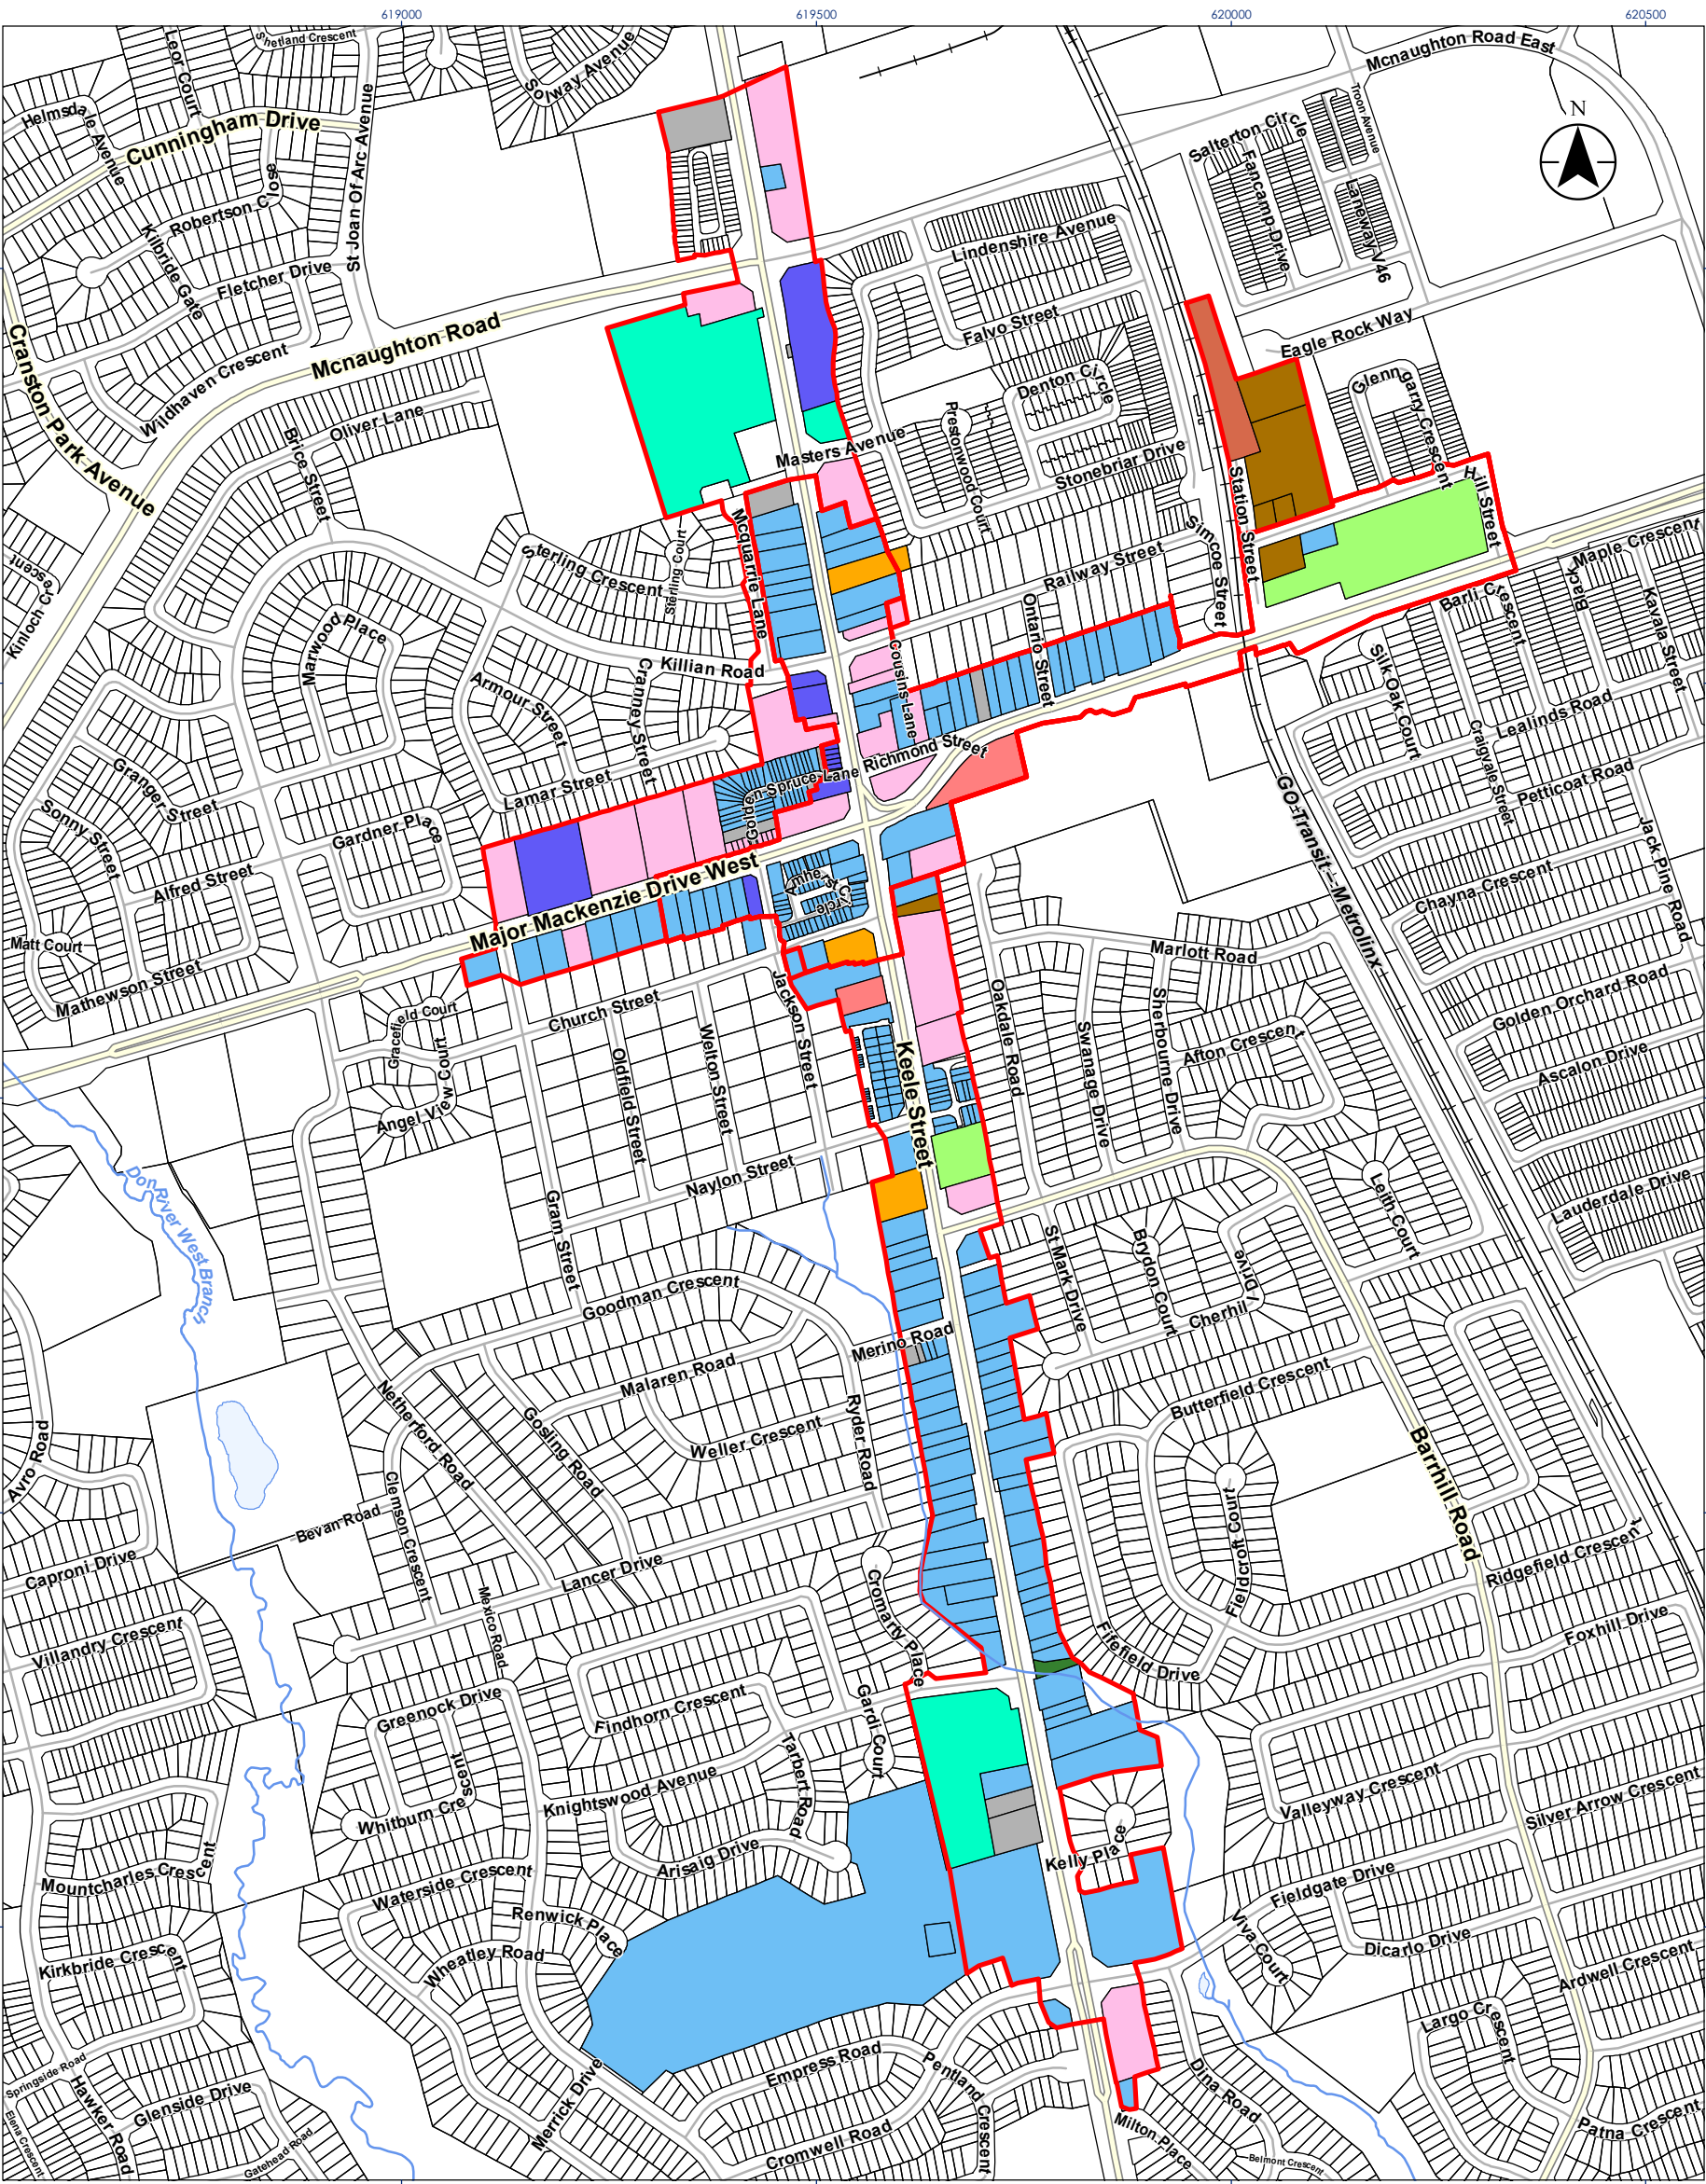 619000
619500
620000
620500
Shetland Crescent
Leor Court
Solway Avenue
Mcnaughton Road East
Troon Avenue
N
Helmsdale Avenue
Cunningham Drive
St Joan Of Arc Avenue
Salterton Circle
Fancamp Drive
Laneway V46
Robertson Close
Kilbride Gate
Fletcher Drive
Lindenshire Avenue
Falvo Street
Eagle Rock Way
Cranston Park Avenue
Wildhaven Crescent
Mcnaughton Road
Denton Circle
Glenngarry Crescent
Oliver Lane
Brice Street
Masters Avenue
Prestonwood Court
Stonebriar Drive
Station Street
Hill Street
Mcquarrie Lane
Sterling Crescent
Sterling Court
Simcoe Street
Railway Street
Maple Crescent
Kinloch Crescent
Marwood Place
Killian Road
Cousins Lane
Ontario Street
Barli Crescent
Kavala Street
Silk Oak Court
Lealinds Road
Armour Street
Cranney Street
Craigvale Street
Petticoat Road
Granger Street
Lamar Street
Golden Spruce Lane
Richmond Street
GO Transit - Metrolinx
Jack Pine Road
Sonny Street
Gardner Place
Alfred Street
Major Mackenzie Drive West
Amherst Circle
Chayna Crescent
Matt Court
Mathewson Street
Marlott Road
Golden Orchard Road
Church Street
Jackson Street
Gracefield Court
Angel View Court
Oldfield Street
Welton Street
Keele Street
Oakdale Road
Swanage Drive
Sherbourne Drive
Afton Crescent
Ascalon Drive
Don River West Branch
Naylon Street
Gram Street
Leith Court
Lauderdale Drive
St Mark Drive
Brydon Court
Cherhill Drive
Goodman Crescent
Merino Road
Malaren Road
Butterfield Crescent
Netherford Road
Gosling Road
Weller Crescent
Ryder Road
Barrhill Road
Avro Road
Clemson Crescent
Bevan Road
Fieldcroft Court
Caproni Drive
Lancer Drive
Ridgefield Crescent
Mexico Road
Cromarty Place
Villandry Crescent
Foxhill Drive
Fifefield Drive
Greenock Drive
Findhorn Crescent
Gardi Court
Tarbert Road
Whitburn Crescent
Knightswood Avenue
Valleyway Crescent
Silver Arrow Crescent
Arisaig Drive
Kelly Place
Mountcharles Crescent
Waterside Crescent
Fieldgate Drive
Renwick Place
Viva Court
Dicarlo Drive
Wheatley Road
Kirkbride Crescent
Ardwell Crescent
Largo Crescent
Springside Road
Empress Road
Pentland Crescent
Dina Road
Hawker Road
Glenside Drive
Merrick Drive
Elena Crescent
Gatehead Road
Cromwell Road
Milton Place
Belmont Crescent
Patna Crescent